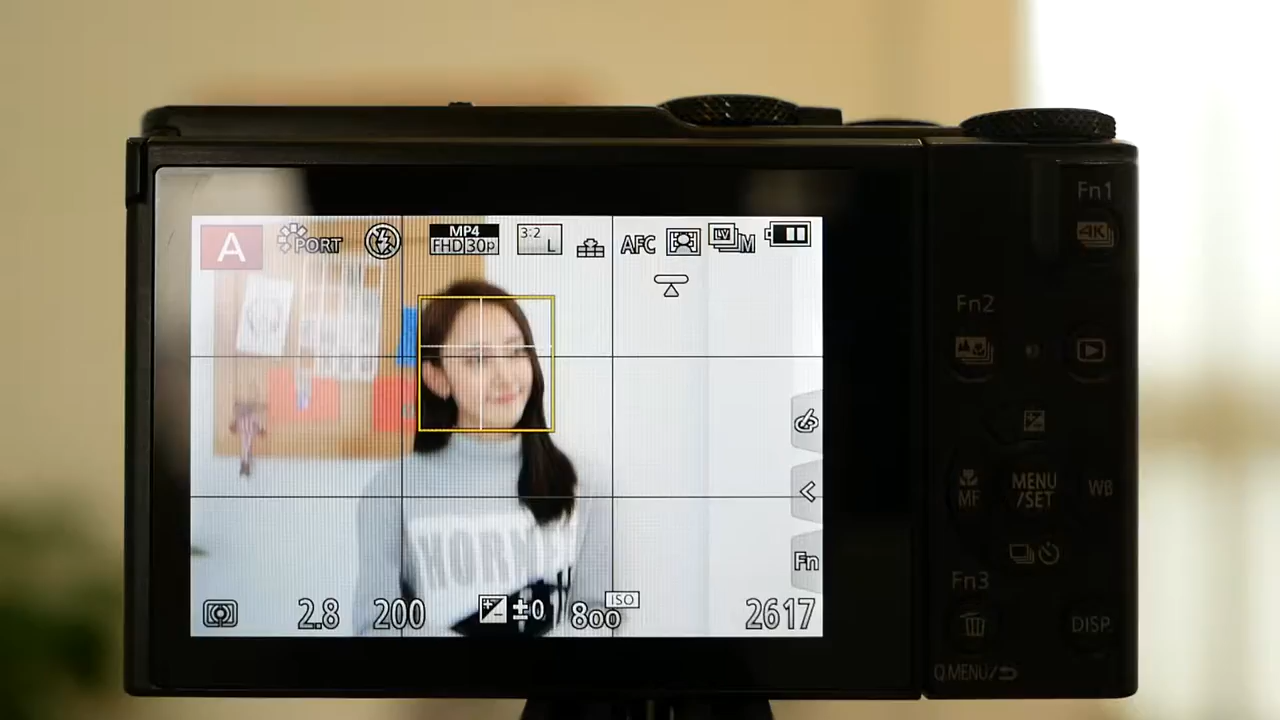 A PORT MP4 FHD 30p 3:2 L AFC LV M
Fn1
4K
Fn2
MF MENU /SET WB
Fn
2.8 200 ±0 800 ISO 2617
Fn3
DISP.
Q.MENU/